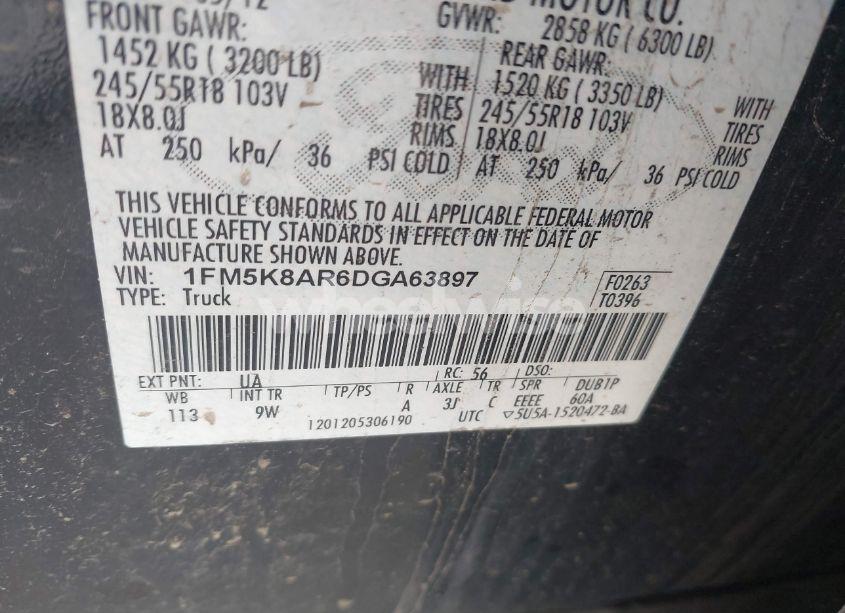 /12 MOTOR CO.
FRONT GAWR: GVWR: 2858 KG ( 6300 LB)
1452 KG ( 3200 LB) REAR GAWR:
245/55R18 103V WITH 1520 KG ( 3350 LB) WITH
18X8.0J TIRES 245/55R18 103V TIRES
RIMS 18X8.0J RIMS
AT 250 kPa/ 36 PSI COLD AT 250 kPa/ 36 PSI COLD
THIS VEHICLE CONFORMS TO ALL APPLICABLE FEDERAL MOTOR
VEHICLE SAFETY STANDARDS IN EFFECT ON THE DATE OF
MANUFACTURE SHOWN ABOVE.
VIN: 1FM5K8AR6DGA63897 F0263
TYPE: Truck T0396
wheelwise
EXT PNT: UA RC: 56 DSO:
WB INT TR TP/PS R AXLE TR SPR DUB1P
113 9W A 3J C EEEE 60A
1201205306190 UTC ▽5U5A-1520472-BA